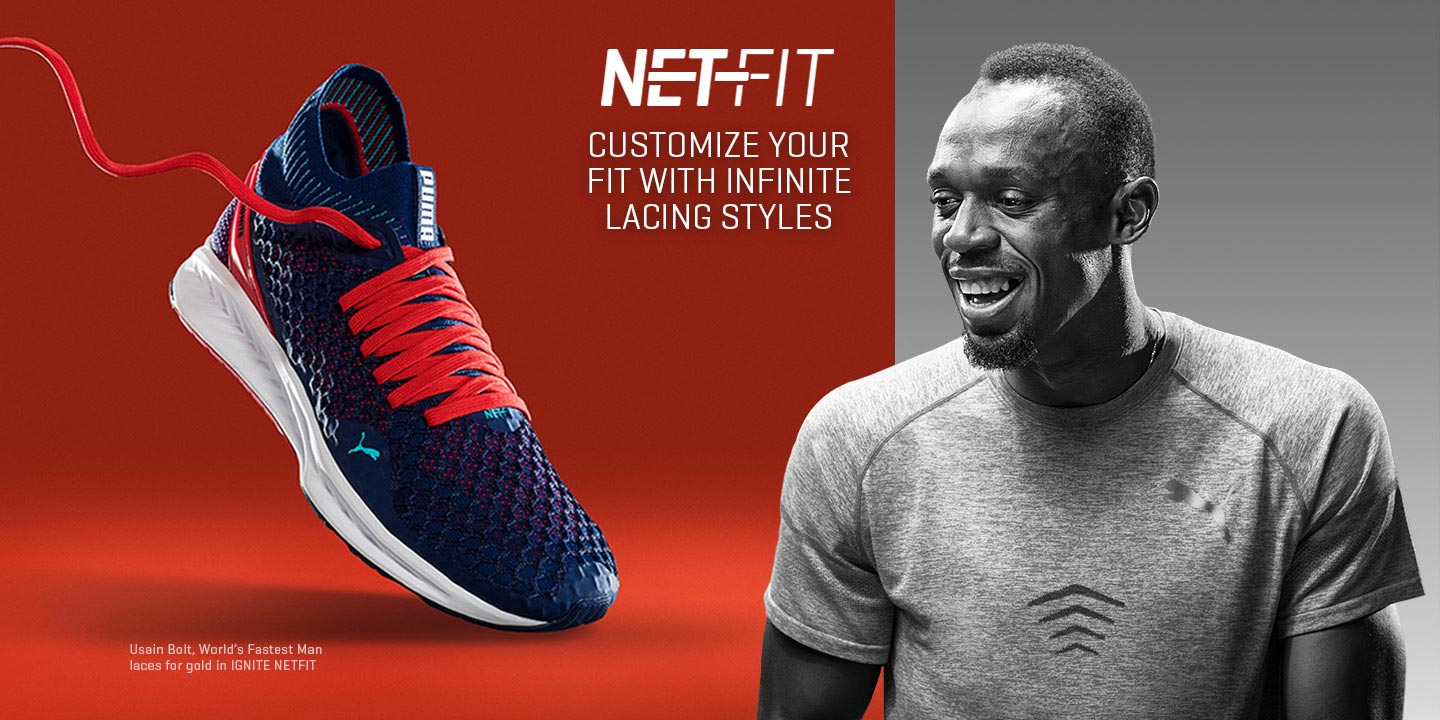 NETFIT
CUSTOMIZE YOUR
FIT WITH INFINITE
LACING STYLES
PUMA
NETFIT
Usain Bolt, World's Fastest Man
laces for gold in IGNITE NETFIT